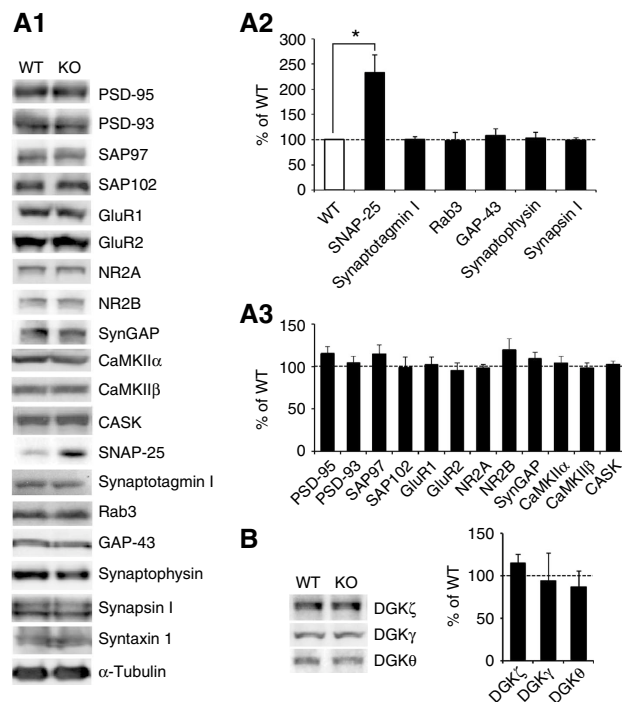 A1
WT KO
PSD-95
PSD-93
SAP97
SAP102
GluR1
GluR2
NR2A
NR2B
SynGAP
CaMKIIα
CaMKIIβ
CASK
SNAP-25
Synaptotagmin I
Rab3
GAP-43
Synaptophysin
Synapsin I
Syntaxin 1
α-Tubulin
A2
% of WT
300
250
200
150
100
50
0
*
WT
SNAP-25
Synaptotagmin I
Rab3
GAP-43
Synaptophysin
Synapsin I
A3
% of WT
150
100
50
0
PSD-95
PSD-93
SAP97
SAP102
GluR1
GluR2
NR2A
NR2B
SynGAP
CaMKIIα
CaMKIIβ
CASK
B
WT KO
DGKζ
DGKγ
DGKθ
% of WT
150
100
50
0
DGKζ
DGKγ
DGKθ